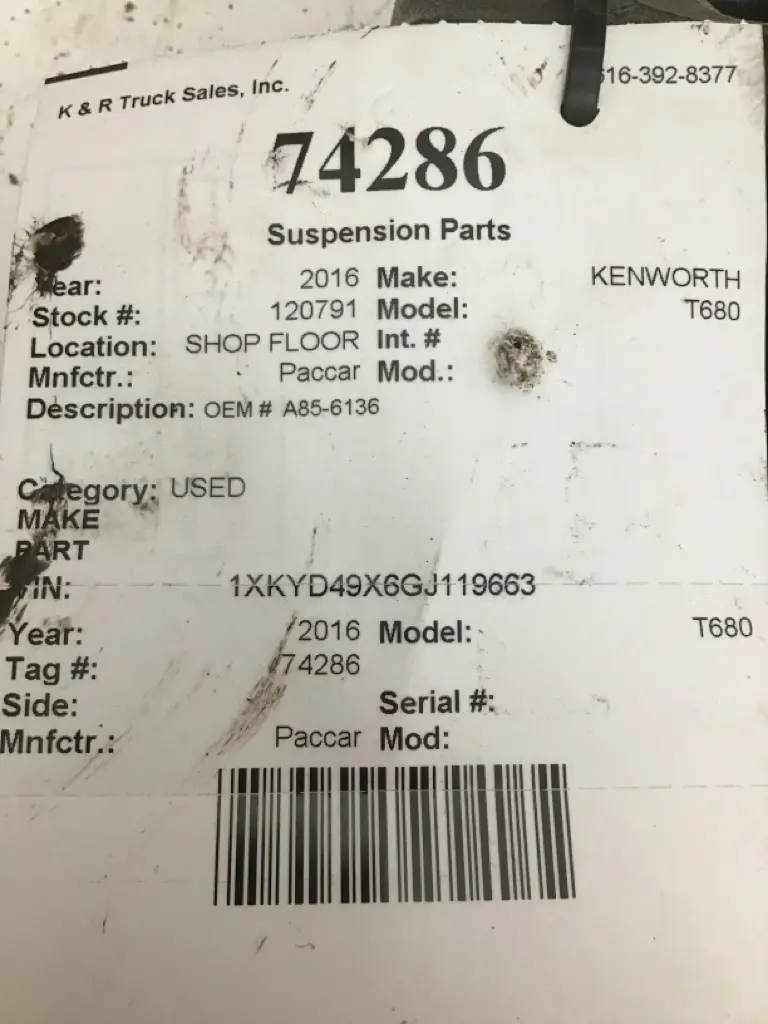 K & R Truck Sales, Inc. 16-392-8377
74286
Suspension Parts
Year: 2016 Make: KENWORTH
Stock #: 120791 Model: T680
Location: SHOP FLOOR Int. #
Mnfctr.: Paccar Mod.:
Description: OEM # A85-6136
Category: USED
MAKE
PART
VIN: 1XKYD49X6GJ119663
Year: 2016 Model: T680
Tag #: 74286
Side: Serial #:
Mnfctr.: Paccar Mod: